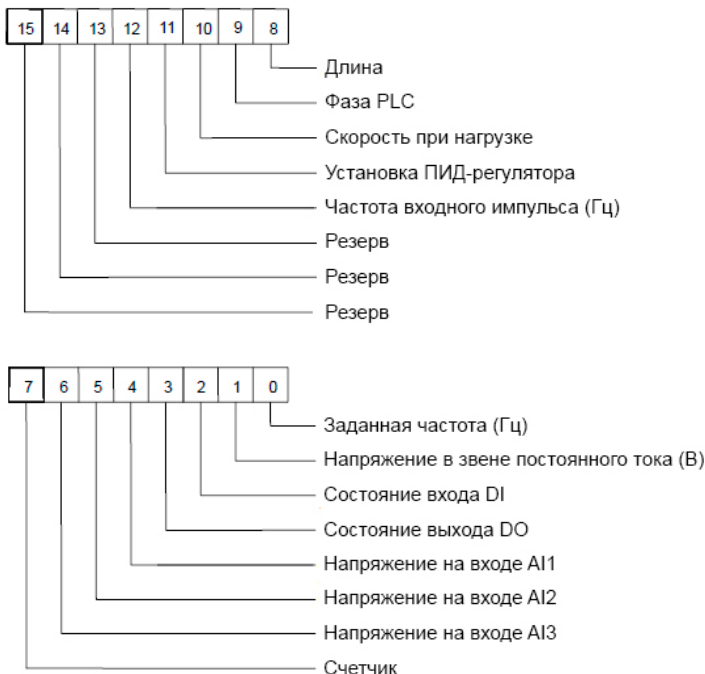 15 14 13 12 11 10 9 8
Длина
Фаза PLC
Скорость при нагрузке
Установка ПИД-регулятора
Частота входного импульса (Гц)
Резерв
Резерв
Резерв
7 6 5 4 3 2 1 0
Заданная частота (Гц)
Напряжение в звене постоянного тока (В)
Состояние входа DI
Состояние выхода DO
Напряжение на входе AI1
Напряжение на входе AI2
Напряжение на входе AI3
Счетчик